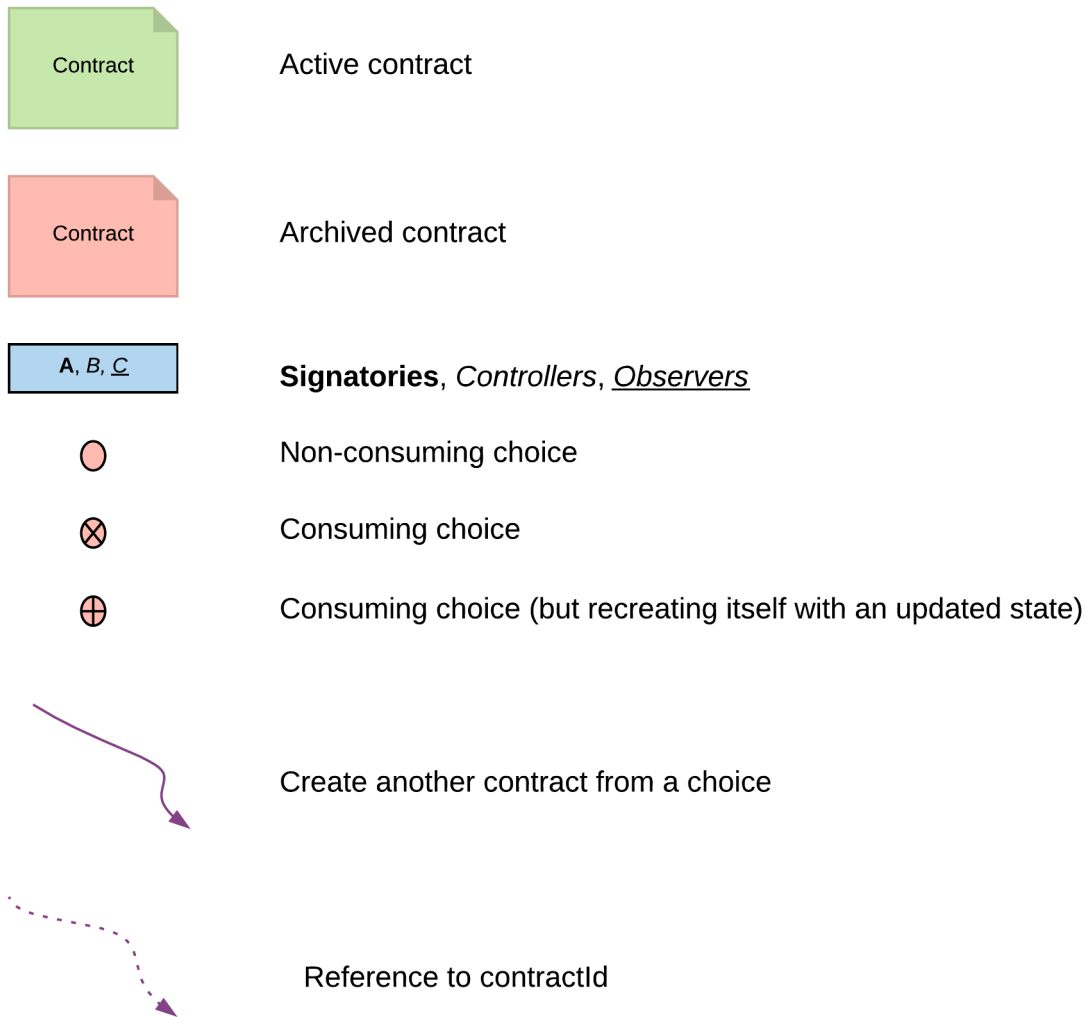 Contract
Active contract
Contract
Archived contract
A, B, C
Signatories, Controllers, Observers
Non-consuming choice
Consuming choice
Consuming choice (but recreating itself with an updated state)
Create another contract from a choice
Reference to contractId